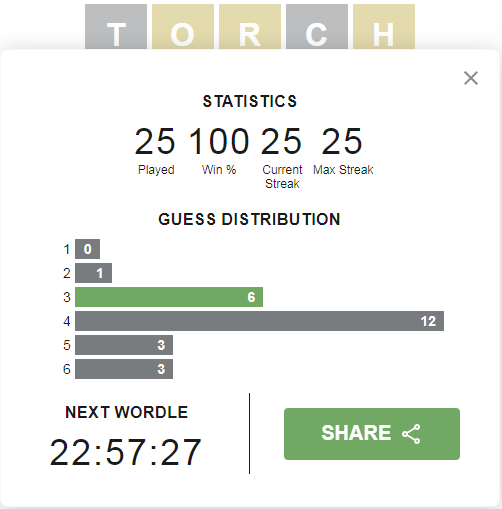 T O R C H
STATISTICS
25 100 25 25
Played Win % Current Streak Max Streak
GUESS DISTRIBUTION
1 0
2 1
3 6
4 12
5 3
6 3
NEXT WORDLE
22:57:27
SHARE